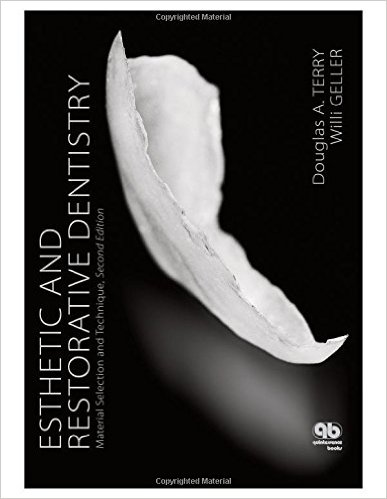 Copyrighted Material
ESTHETIC AND
RESTORATIVE DENTISTRY
Material Selection and Technique, Second Edition
Douglas A. TERRY
Willi GELLER
quintessence
books
Copyrighted Material